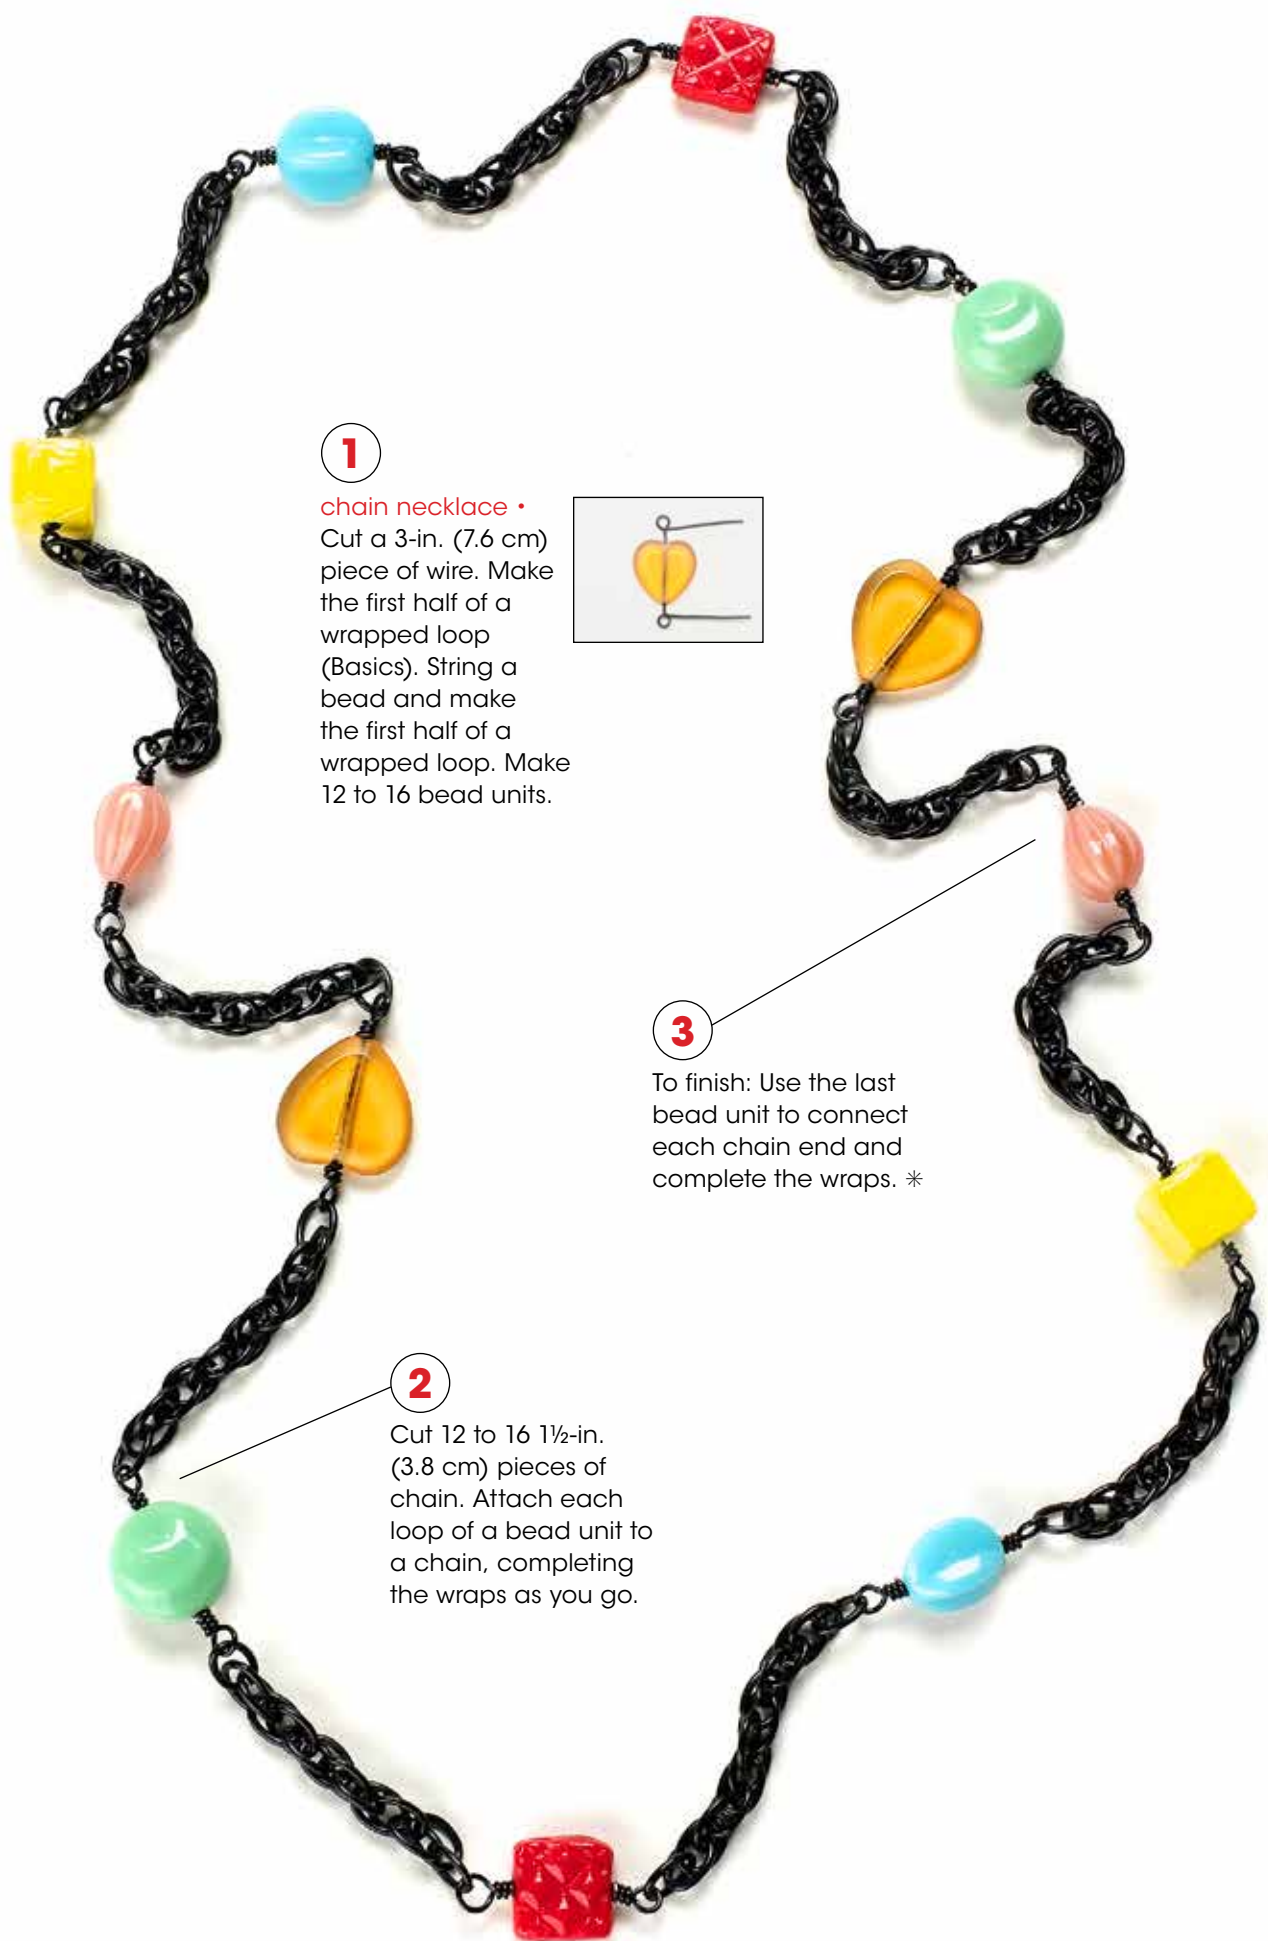 1
chain necklace •
Cut a 3-in. (7.6 cm)
piece of wire. Make
the first half of a
wrapped loop
(Basics). String a
bead and make
the first half of a
wrapped loop. Make
12 to 16 bead units.
2
Cut 12 to 16 1½-in.
(3.8 cm) pieces of
chain. Attach each
loop of a bead unit to
a chain, completing
the wraps as you go.
3
To finish: Use the last
bead unit to connect
each chain end and
complete the wraps. ✳